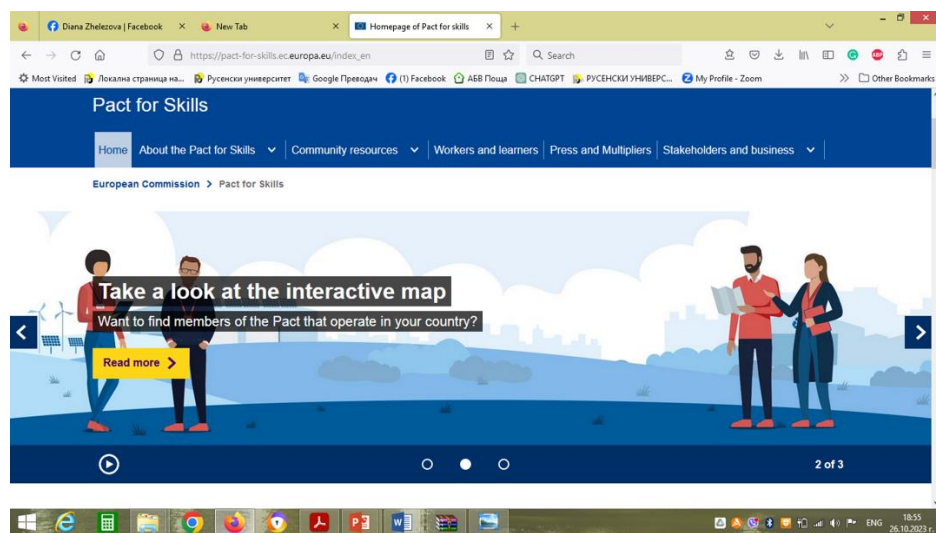 Diana Zhelezova | Facebook
New Tab
Homepage of Pact for skills
https://pact-for-skills.ec.europa.eu/index_en
Search
Most Visited
Локална страница на...
Русенски университет
Google Преводач
(1) Facebook
АБВ Поща
CHATGPT
РУСЕНСКИ УНИВЕРС...
My Profile - Zoom
Other Bookmarks
Pact for Skills
Home About the Pact for Skills Community resources Workers and learners Press and Multipliers Stakeholders and business
European Commission > Pact for Skills
Take a look at the interactive map
Want to find members of the Pact that operate in your country?
Read more >
2 of 3
ENG
18:55
26.10.2023 г.